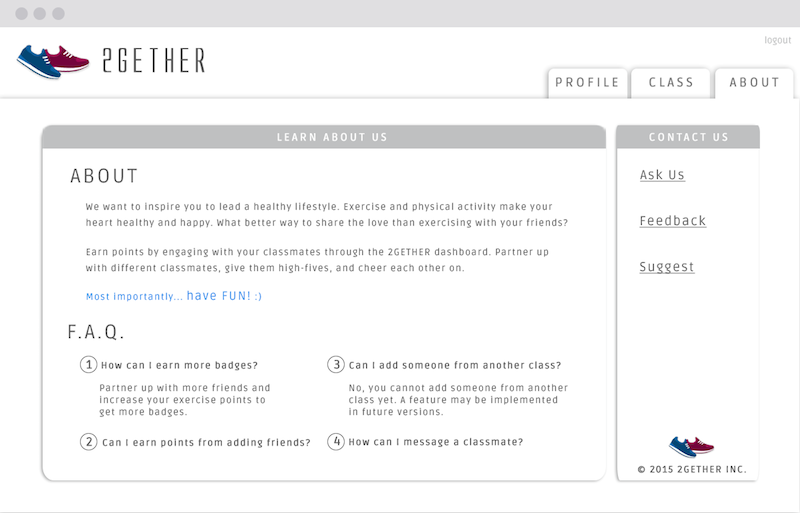 logout
2GETHER
PROFILE
CLASS
ABOUT
LEARN ABOUT US
ABOUT
We want to inspire you to lead a healthy lifestyle. Exercise and physical activity make your
heart healthy and happy. What better way to share the love than exercising with your friends?
Earn points by engaging with your classmates through the 2GETHER dashboard. Partner up
with different classmates, give them high-fives, and cheer each other on.
Most importantly... have FUN! :)
F.A.Q.
1 How can I earn more badges?
Partner up with more friends and
increase your exercise points to
get more badges.
2 Can I earn points from adding friends?
3 Can I add someone from another class?
No, you cannot add someone from another
class yet. A feature may be implemented
in future versions.
4 How can I message a classmate?
CONTACT US
Ask Us
Feedback
Suggest
© 2015 2GETHER INC.